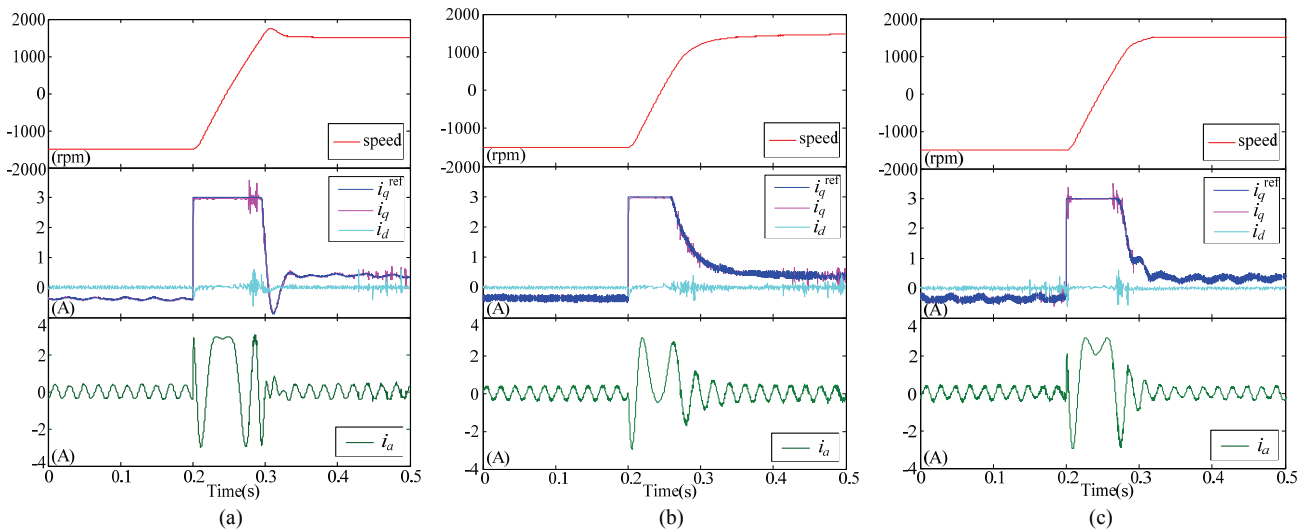 2000
1000
0
-1000
-2000
(rpm)
speed
3
2
1
0
(A)
i_q^ref
i_q
i_d
4
2
0
-2
-4
(A)
i_a
0 0.1 0.2 0.3 0.4 0.5
Time(s)
(a)
2000
1000
0
-1000
-2000
(rpm)
speed
3
2
1
0
(A)
i_q^ref
i_q
i_d
4
2
0
-2
-4
(A)
i_a
0 0.1 0.2 0.3 0.4 0.5
Time(s)
(b)
2000
1000
0
-1000
-2000
(rpm)
speed
3
2
1
0
(A)
i_q^ref
i_q
i_d
4
2
0
-2
-4
(A)
i_a
0 0.1 0.2 0.3 0.4 0.5
Time(s)
(c)